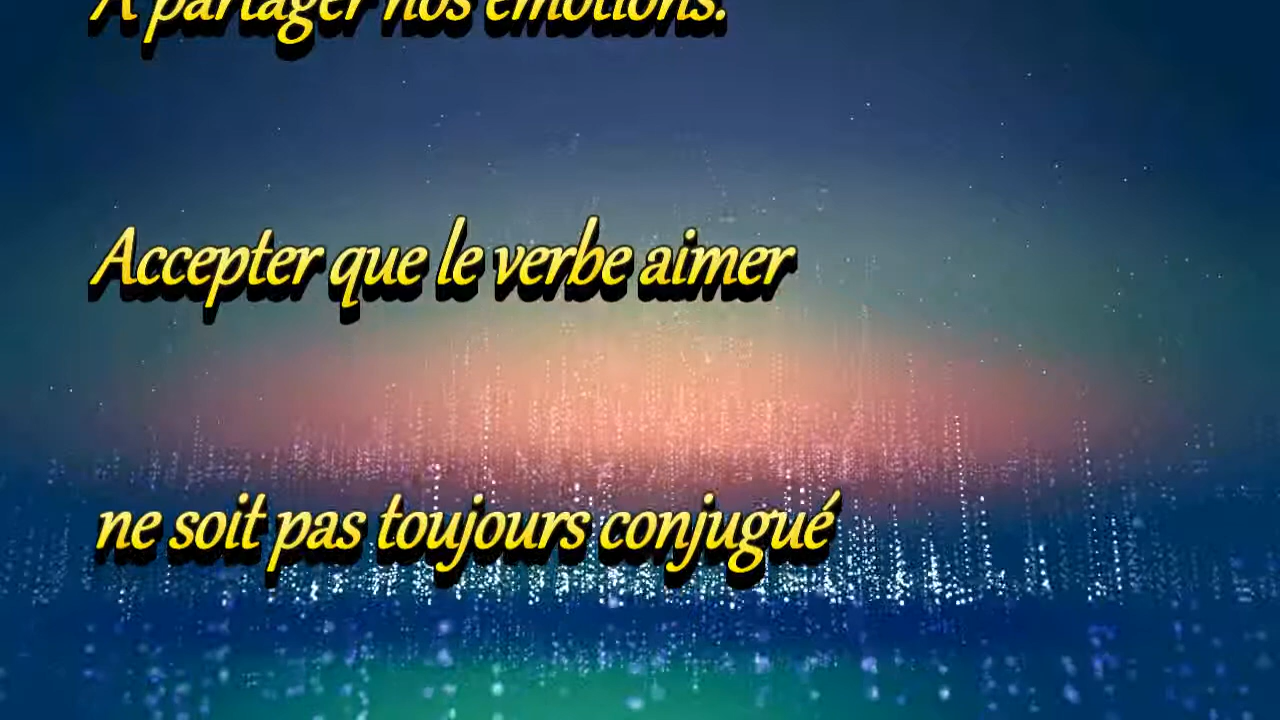 A partager nos émotions.
Accepter que le verbe aimer
ne soit pas toujours conjugué